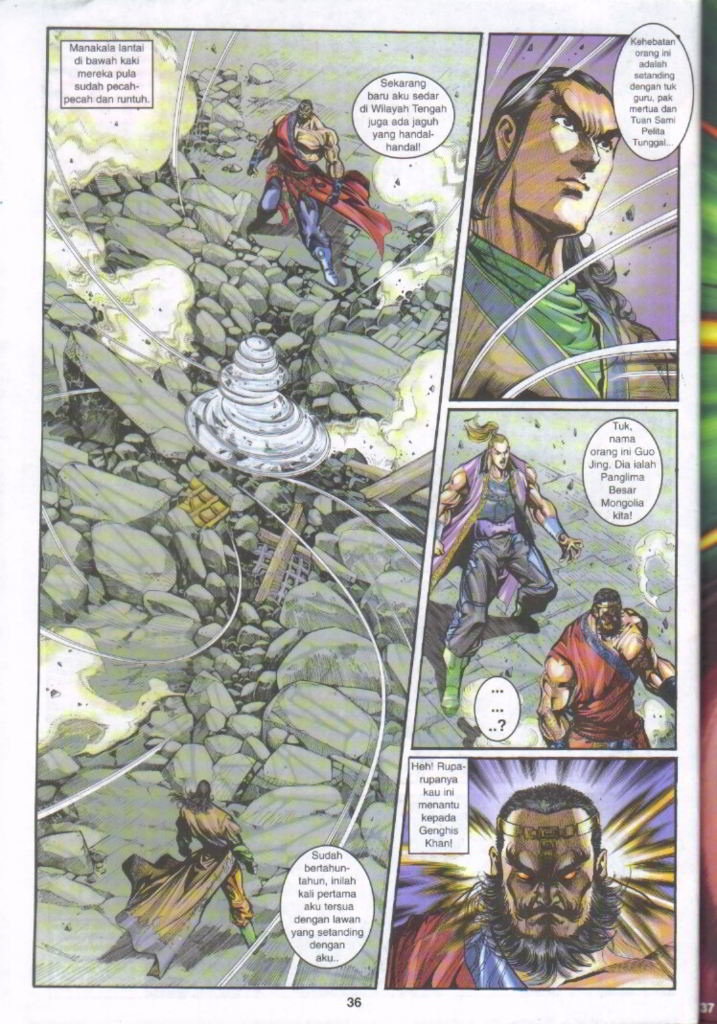 Manakala lantai
di bawah kaki
mereka pula
sudah pecah-
pecah dan runtuh.
Sekarang
baru aku sedar
di Wilayah Tengah
juga ada jaguh
yang handal-
handal!
Sudah
bertahun-
tahun, inilah
kali pertama
aku tersua
dengan lawan
yang setanding
dengan
aku..
Kehebatan
orang ini
adalah
setanding
dengan tuk
guru, pak
mertua dan
Tuan Sami
Pelita
Tunggal...
Tuk,
nama
orang ini Guo
Jing. Dia ialah
Panglima
Besar
Mongolia
kita!
...
...
..?
Heh! Rupa-
rupanya
kau ini
menantu
kepada
Genghis
Khan!
36
37